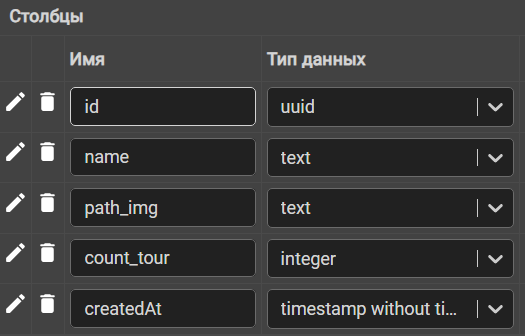 Столбцы
Имя Тип данных
id uuid
name text
path_img text
count_tour integer
createdAt timestamp without ti...